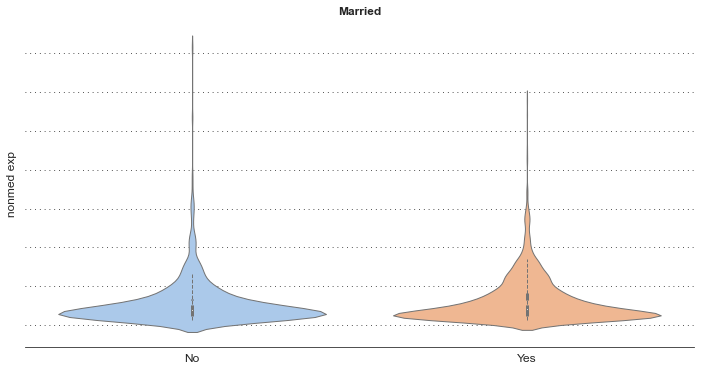 Married
nonmed exp
No
Yes